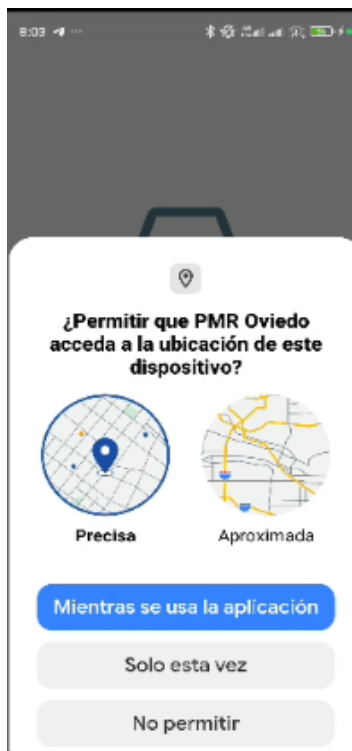 8:03
¿Permitir que PMR Oviedo
acceda a la ubicación de este
dispositivo?
Precisa
Aproximada
Mientras se usa la aplicación
Solo esta vez
No permitir